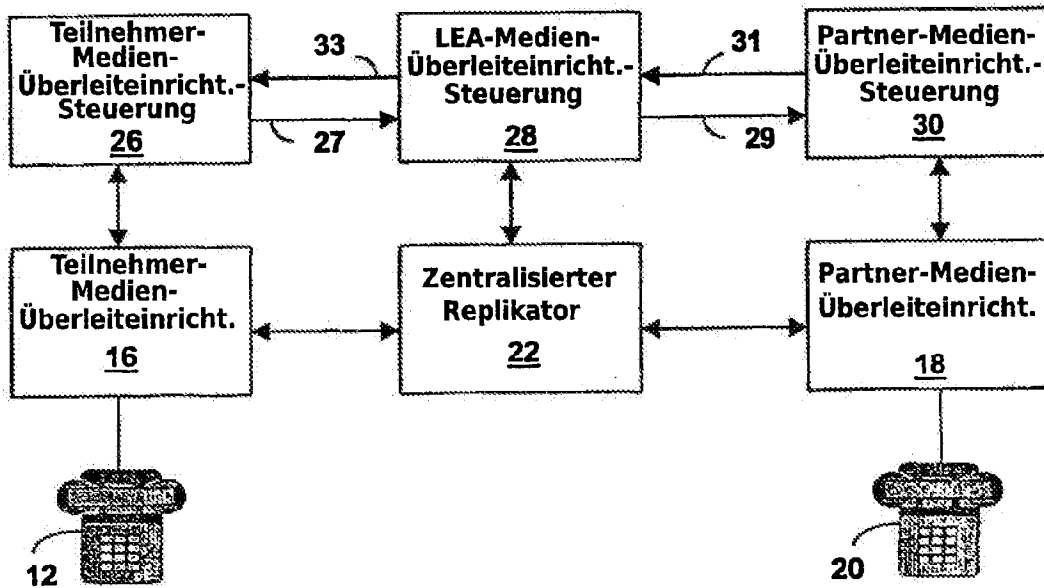 Teilnehmer-
Medien-
Überleiteinricht.-
Steuerung
26
33
27
LEA-Medien-
Überleiteinricht.-
Steuerung
28
31
29
Partner-Medien-
Überleiteinricht.-
Steuerung
30
Teilnehmer-
Medien-
Überleiteinricht.
16
Zentralisierter
Replikator
22
Partner-Medien-
Überleiteinricht.
18
12
20